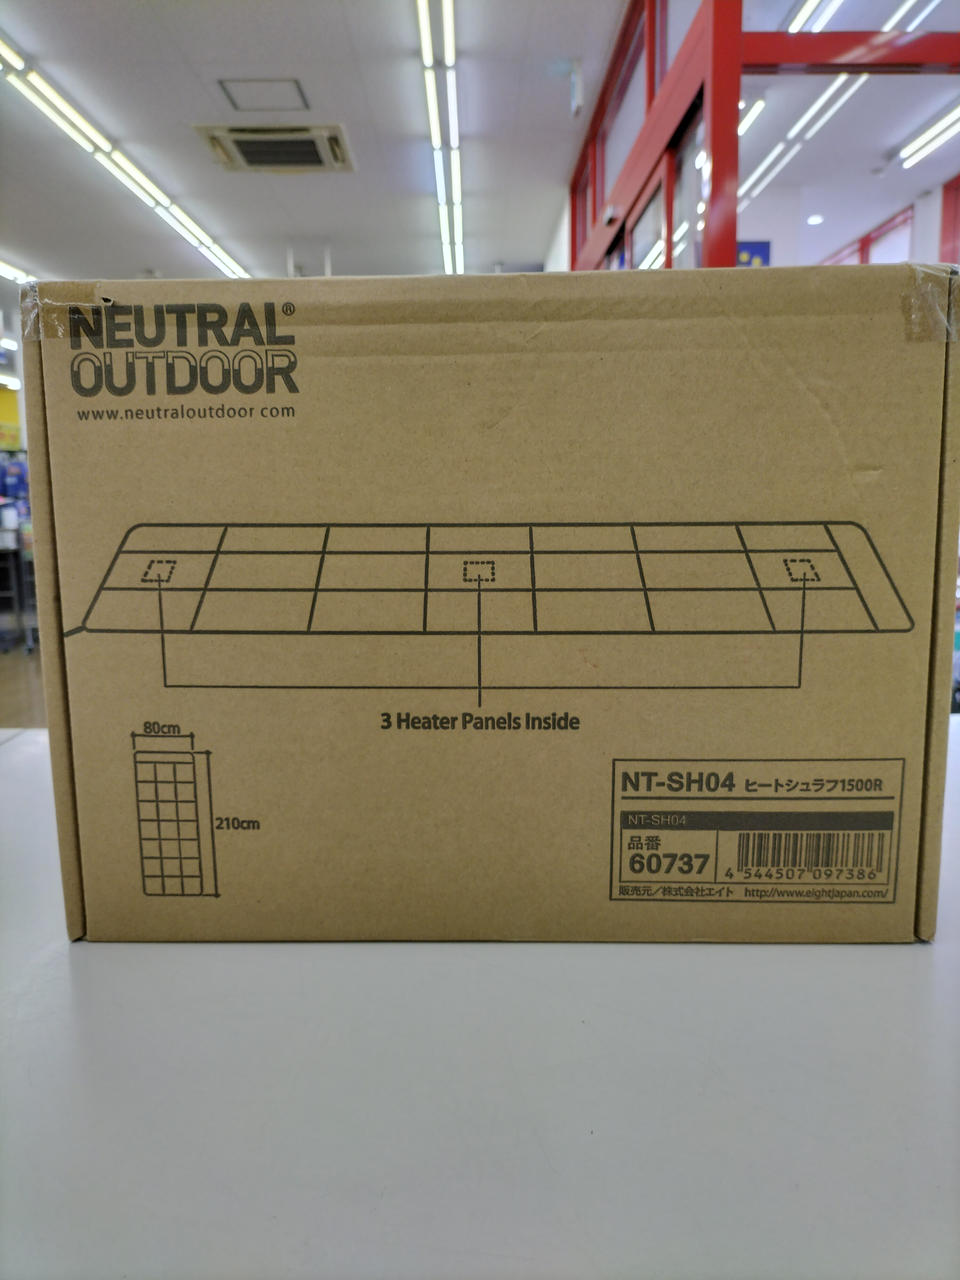 NEUTRAL®
OUTDOOR
www.neutraloutdoor com
3 Heater Panels Inside
80cm
210cm
NT-SH04 ヒートシュラフ1500R
NT-SH04
品番
60737
4 544507 097386
販売元／株式会社エイト http://www.eightjapan.com/